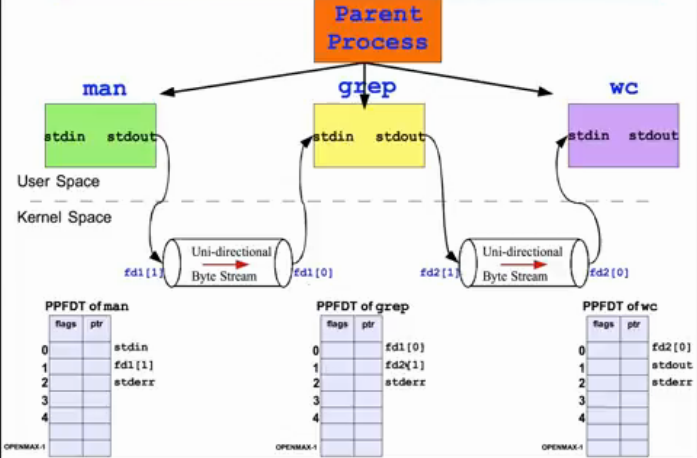 Parent
Process
man
grep
wc
stdin stdout
stdin stdout
stdin stdout
User Space
Kernel Space
Uni-directional
Byte Stream
fd1[1]
fd1[0]
Uni-directional
Byte Stream
fd2[1]
fd2[0]
PPFDT of man
flags ptr
0 stdin
1 fd1[1]
2 stderr
3
4
OPENMAX-1
PPFDT of grep
flags ptr
0 fd1[0]
1 fd2[1]
2 stderr
3
4
OPENMAX-1
PPFDT of wc
flags ptr
0 fd2[0]
1 stdout
2 stderr
3
4
OPENMAX-1